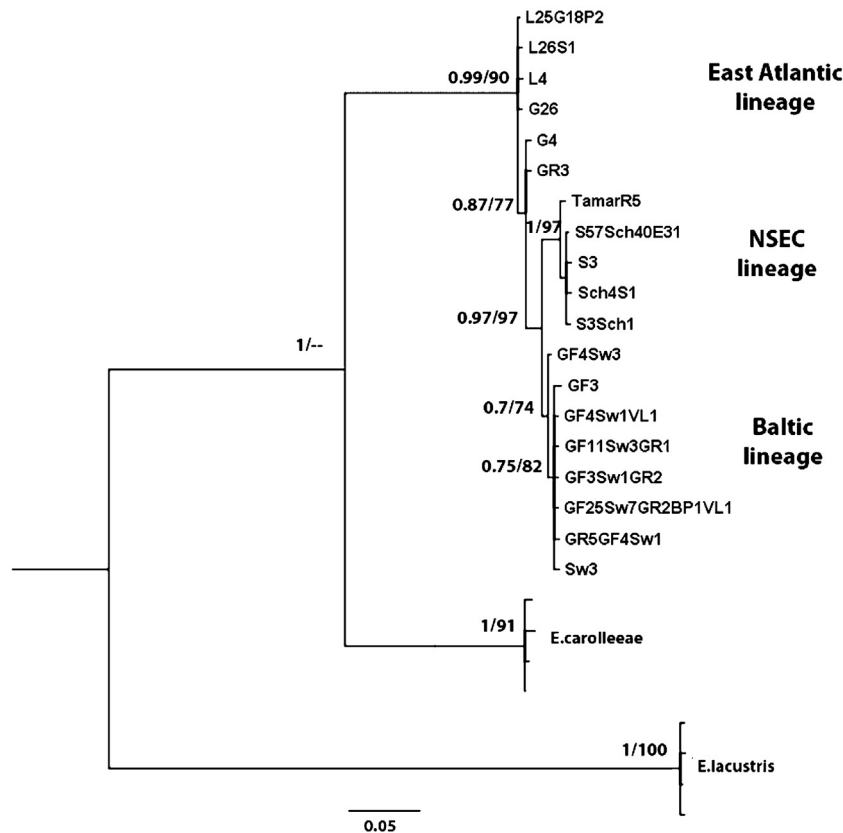 L25G18P2
L26S1
0.99/90
L4
East Atlantic
lineage
G26
G4
GR3
0.87/77
TamarR5
1/97
S57Sch40E31
NSEC
lineage
S3
Sch4S1
0.97/97
S3Sch1
1/--
GF4Sw3
GF3
0.7/74
GF4Sw1VL1
Baltic
lineage
GF11Sw3GR1
0.75/82
GF3Sw1GR2
GF25Sw7GR2BP1VL1
GR5GF4Sw1
Sw3
1/91
E.carolleeae
1/100
E.lacustris
0.05